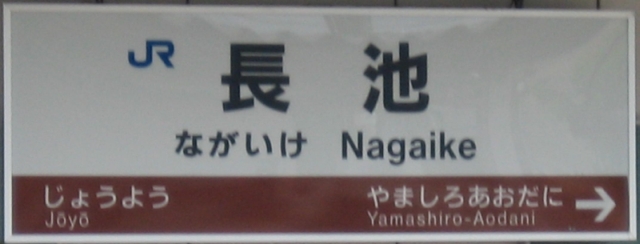 JR 長池
ながいけ Nagaike
じょうよう やましろあおだに →
Jōyō Yamashiro-Aodani